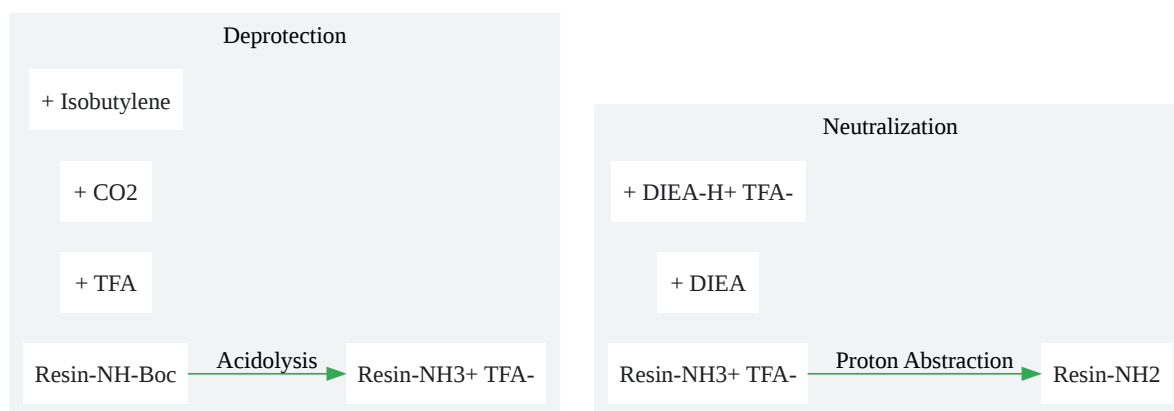 Deprotection
+ Isobutylene
+ CO2
+ TFA
Resin-NH-Boc
Acidolysis
Resin-NH3+ TFA-
Neutralization
+ DIEA-H+ TFA-
+ DIEA
Resin-NH3+ TFA-
Proton Abstraction
Resin-NH2